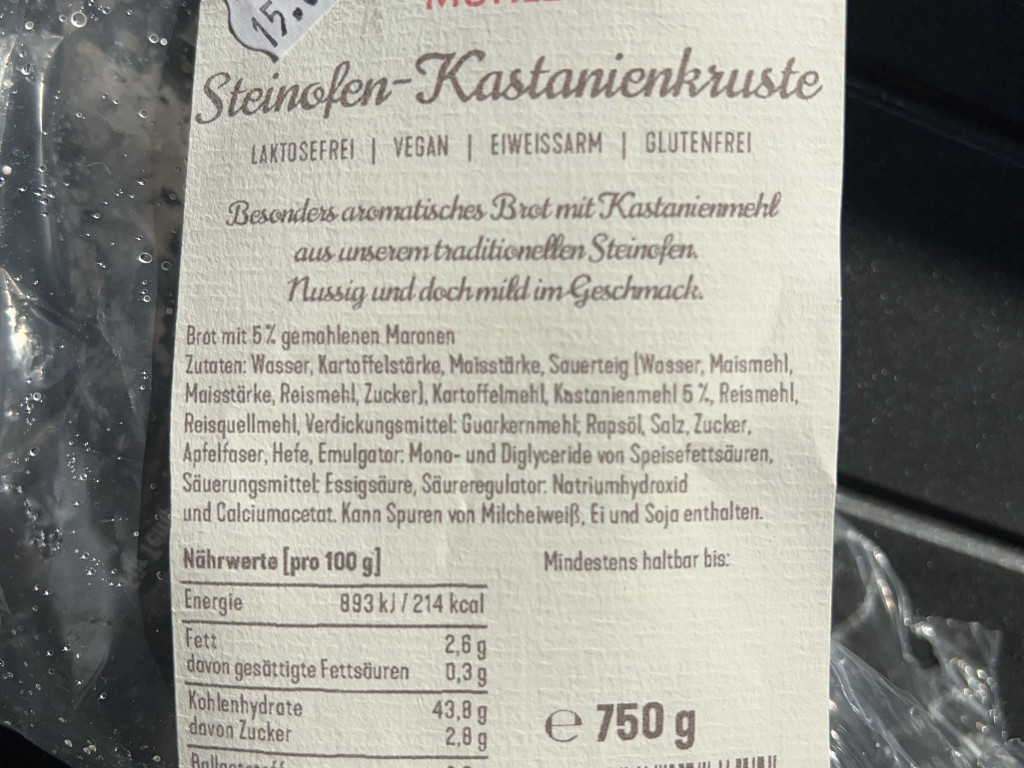 15.
Steinofen-Kastanienkruste
LAKTOSEFREI | VEGAN | EIWEISSARM | GLUTENFREI
Besonders aromatisches Brot mit Kastanienmehl
aus unserem traditionellen Steinofen.
Nussig und doch mild im Geschmack.
Brot mit 5% gemahlenen Maronen
Zutaten: Wasser, Kartoffelstärke, Maisstärke, Sauerteig (Wasser, Maismehl,
Maisstärke, Reismehl, Zucker), Kartoffelmehl, Kastanienmehl 5 %, Reismehl,
Reisquellmehl, Verdickungsmittel: Guarkernmehl; Rapsöl, Salz, Zucker,
Apfelfaser, Hefe, Emulgator: Mono- und Diglyceride von Speisefettsäuren,
Säuerungsmittel: Essigsäure, Säureregulator: Natriumhydroxid
und Calciumacetat. Kann Spuren von Milcheiweiß, Ei und Soja enthalten.
Nährwerte [pro 100 g]
Mindestens haltbar bis:
Energie 893 kJ / 214 kcal
Fett 2,6 g
davon gesättigte Fettsäuren 0,3 g
Kohlenhydrate 43,8 g
davon Zucker 2,8 g
e 750 g